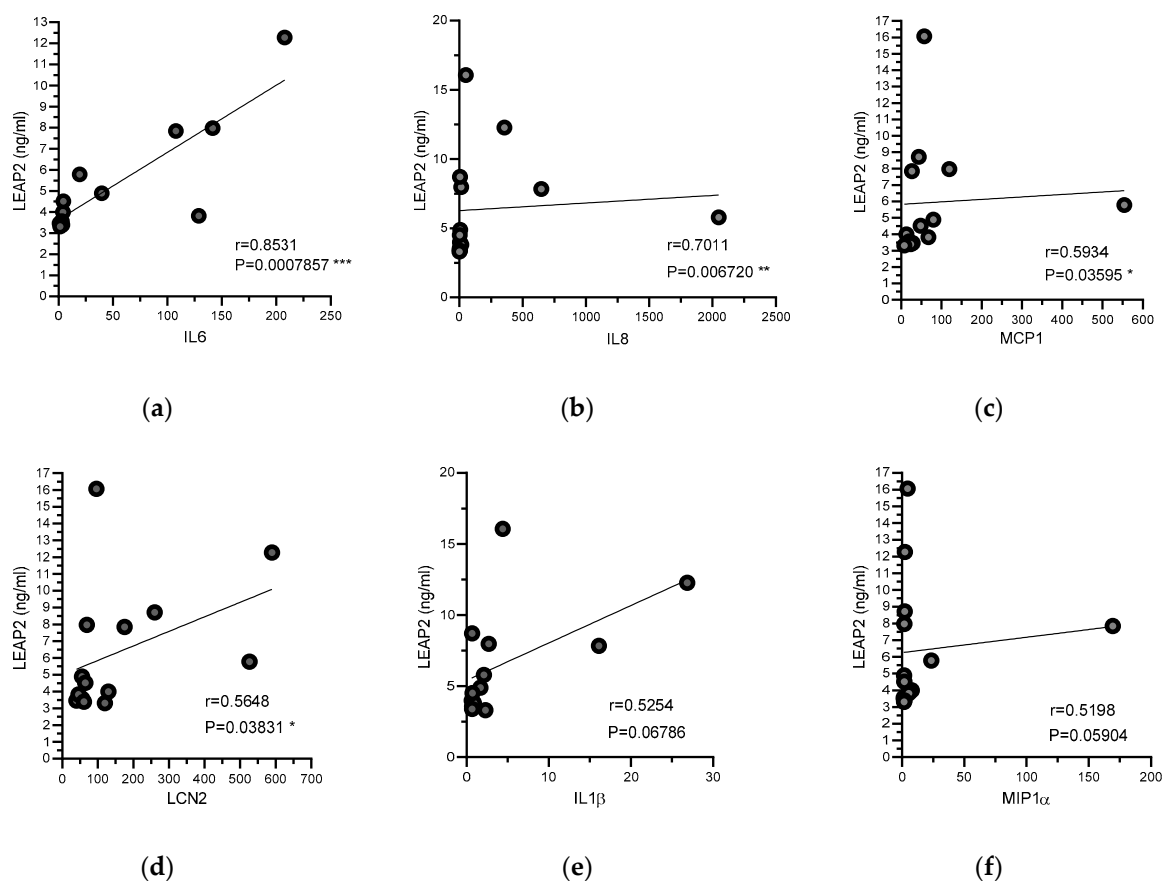 13
12
11
10
9
8
7
6
5
4
3
2
1
0
LEAP2 (ng/ml)
r=0.8531
P=0.0007857 ***
0 50 100 150 200 250
IL6
(a)
20
15
10
5
0
LEAP2 (ng/ml)
r=0.7011
P=0.006720 **
0 500 1000 1500 2000 2500
IL8
(b)
17
16
15
14
13
12
11
10
9
8
7
6
5
4
3
2
1
0
LEAP2 (ng/ml)
r=0.5934
P=0.03595 *
0 100 200 300 400 500 600
MCP1
(c)
17
16
15
14
13
12
11
10
9
8
7
6
5
4
3
2
1
0
LEAP2 (ng/ml)
r=0.5648
P=0.03831 *
0 100 200 300 400 500 600 700
LCN2
(d)
20
15
10
5
0
LEAP2 (ng/ml)
r=0.5254
P=0.06786
0 10 20 30
IL1β
(e)
17
16
15
14
13
12
11
10
9
8
7
6
5
4
3
2
1
0
LEAP2 (ng/ml)
r=0.5198
P=0.05904
0 50 100 150 200
MIP1α
(f)